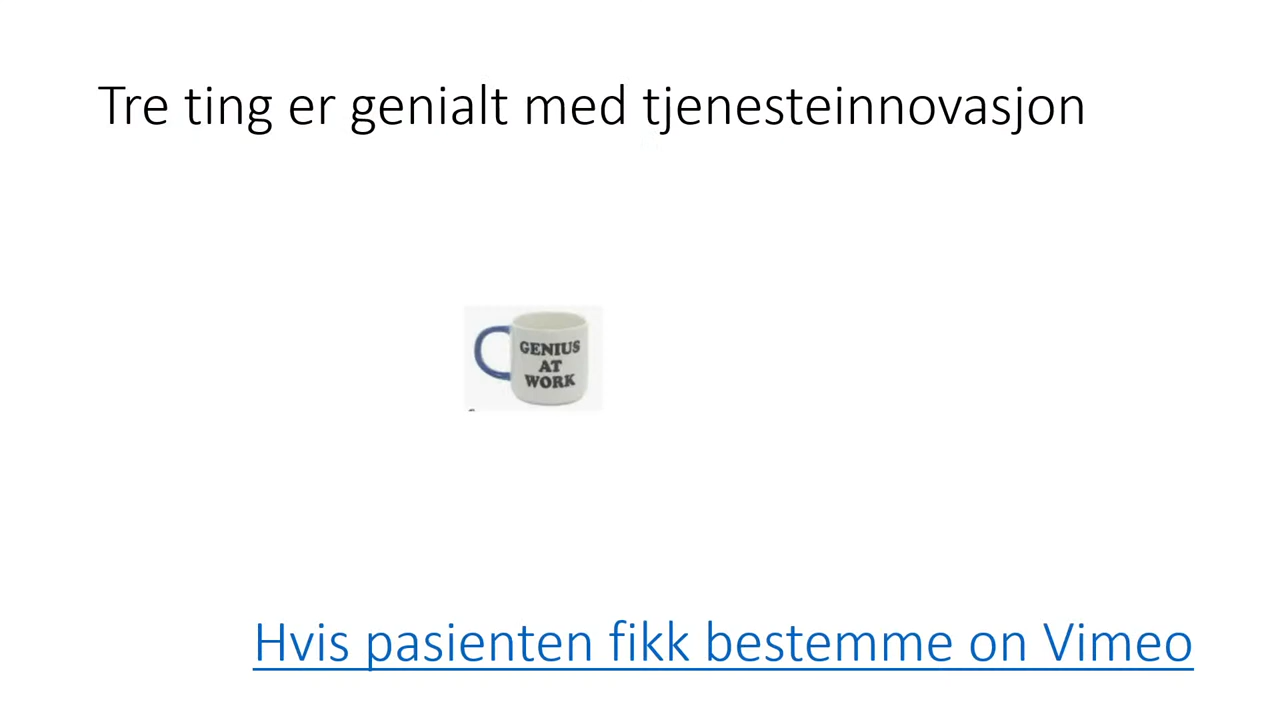 Tre ting er genialt med tjenesteinnovasjon
GENIUS
AT
WORK
Hvis pasienten fikk bestemme on Vimeo